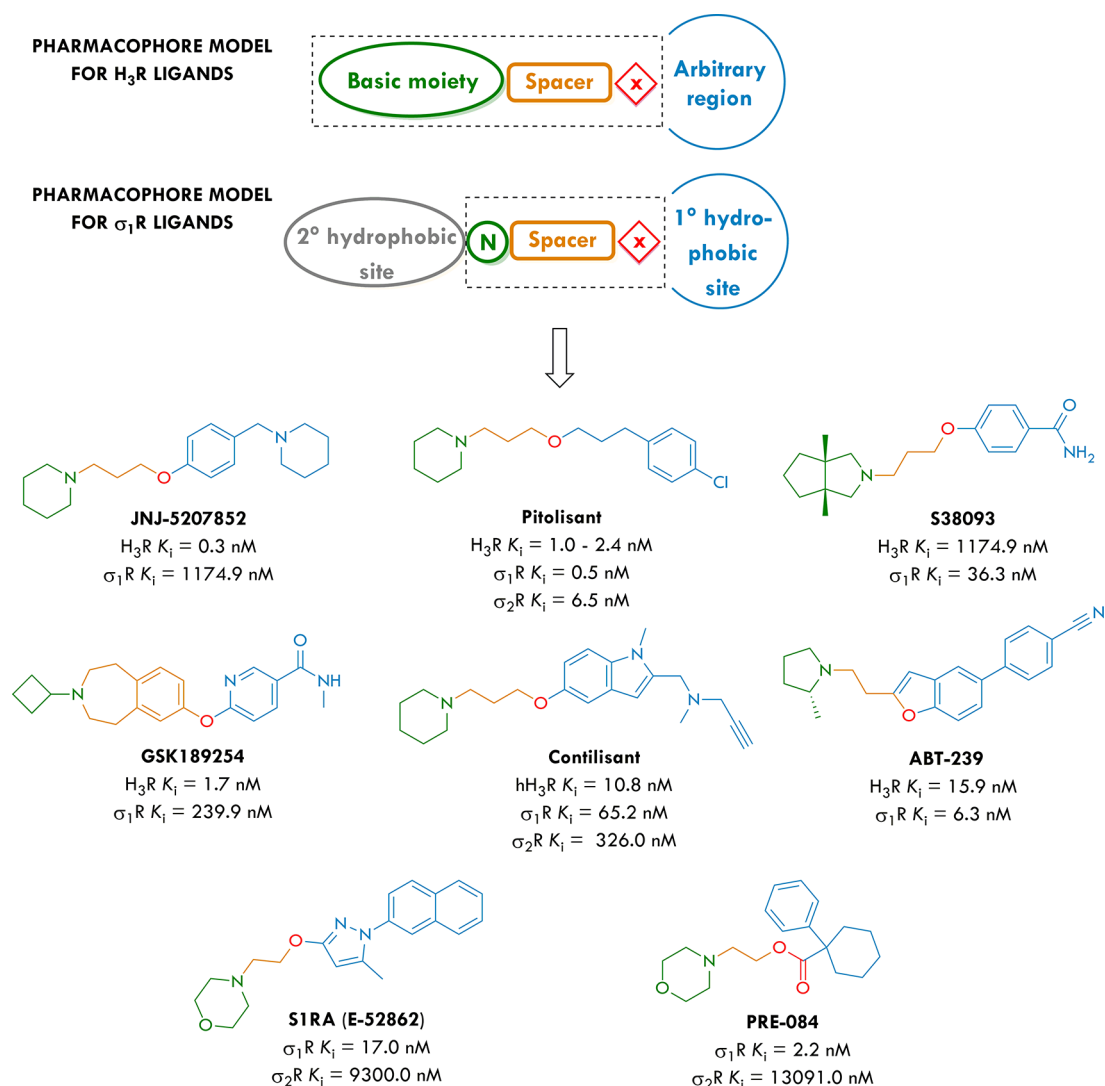 PHARMACOPHORE MODEL
FOR H₃R LIGANDS
Basic moiety
Spacer
x
Arbitrary
region
PHARMACOPHORE MODEL
FOR σ₁R LIGANDS
2° hydrophobic
site
N
Spacer
x
1° hydro-
phobic
site
N
O
N
JNJ-5207852
H₃R Kᵢ = 0.3 nM
σ₁R Kᵢ = 1174.9 nM
N
O
Cl
Pitolisant
H₃R Kᵢ = 1.0 - 2.4 nM
σ₁R Kᵢ = 0.5 nM
σ₂R Kᵢ = 6.5 nM
N
O
O
NH₂
S38093
H₃R Kᵢ = 1174.9 nM
σ₁R Kᵢ = 36.3 nM
N
O
N
O
NH
GSK189254
H₃R Kᵢ = 1.7 nM
σ₁R Kᵢ = 239.9 nM
N
O
N
N
Contilisant
hH₃R Kᵢ = 10.8 nM
σ₁R Kᵢ = 65.2 nM
σ₂R Kᵢ = 326.0 nM
N
O
N
ABT-239
H₃R Kᵢ = 15.9 nM
σ₁R Kᵢ = 6.3 nM
O
N
O
N
N
S1RA (E-52862)
σ₁R Kᵢ = 17.0 nM
σ₂R Kᵢ = 9300.0 nM
O
N
O
O
PRE-084
σ₁R Kᵢ = 2.2 nM
σ₂R Kᵢ = 13091.0 nM